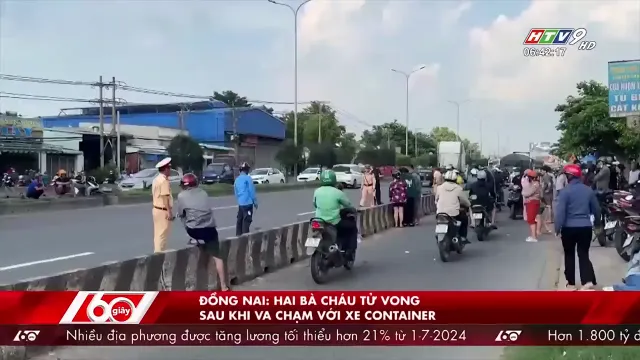 HTV9 HD
06:42:17
60 giây
ĐỒNG NAI: HAI BÀ CHÁU TỬ VONG
SAU KHI VA CHẠM VỚI XE CONTAINER
60 Nhiều địa phương được tăng lương tối thiểu hơn 21% từ 1-7-2024 60 Hơn 1.800 t